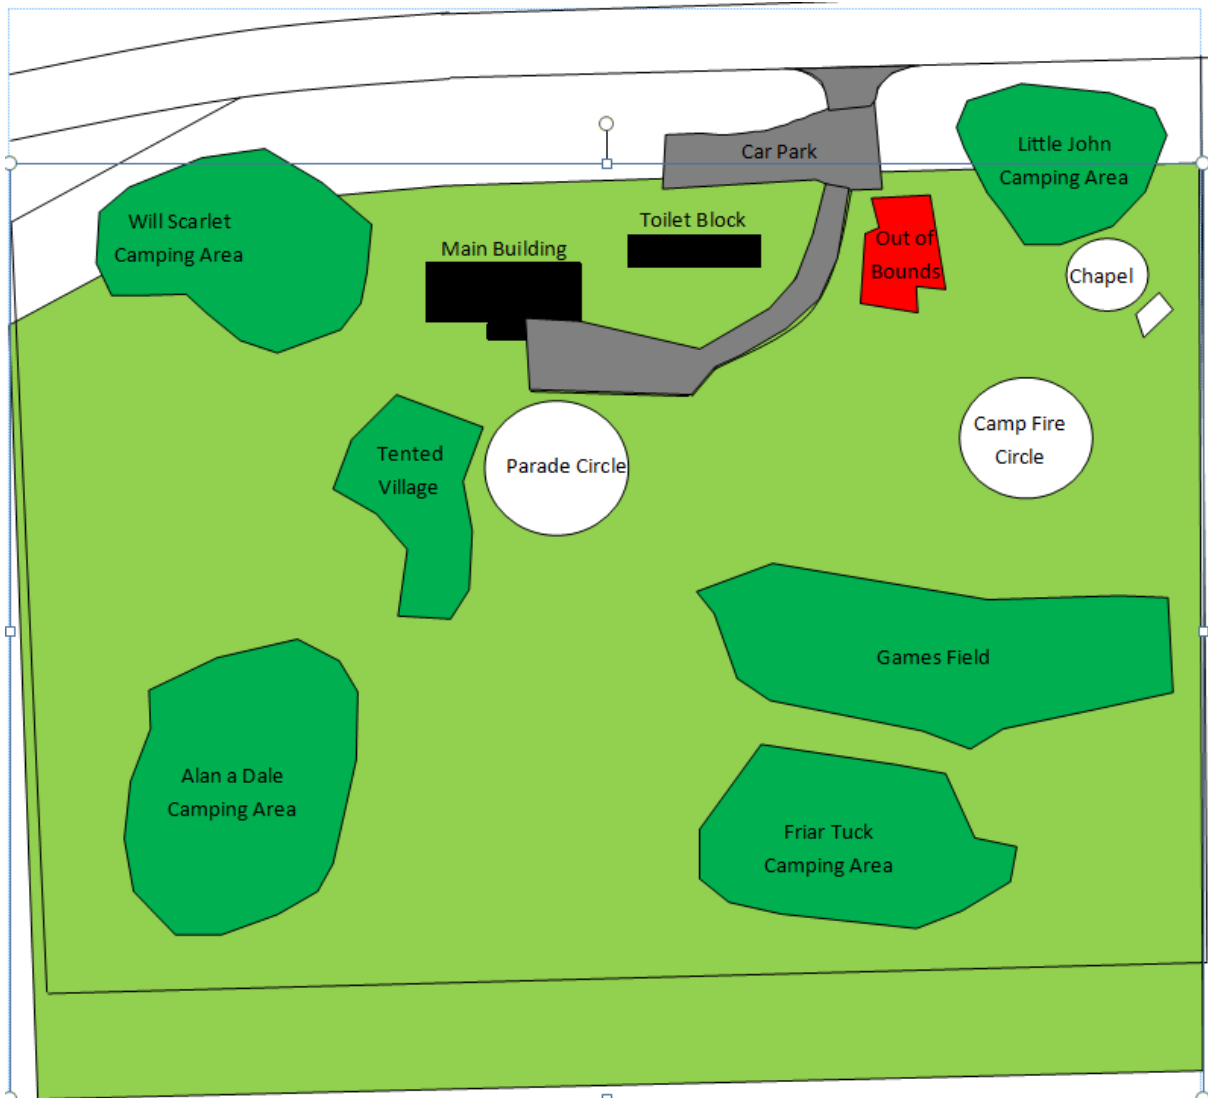 Car Park
Little John
Camping Area
Will Scarlet
Camping Area
Toilet Block
Main Building
Out of
Bounds
Chapel
Tented
Village
Parade Circle
Camp Fire
Circle
Games Field
Alan a Dale
Camping Area
Friar Tuck
Camping Area